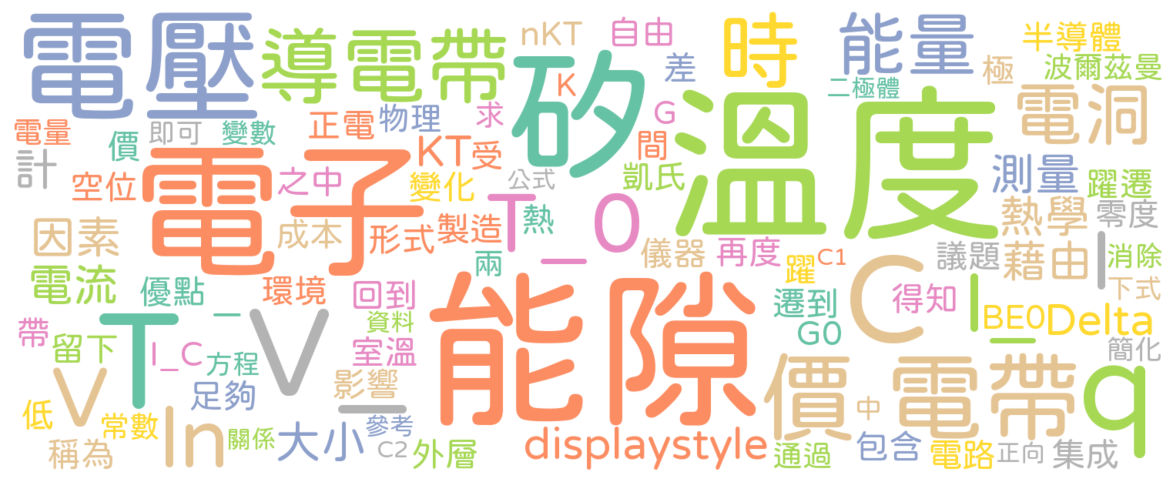 電壓
導電帶
nKT
自由
時
能量
半導體
矽
K
差
極
波爾茲曼
二極體
電洞
電量
即可
變數
正電
物理
求
G
溫度
價
計
KT
受
間
空位
電子
之中
變化
公式
凱氏
測量
躍遷
T_0
熱
熱學
零度
因素
成本
形式
製造
兩
儀器
再度
躍
C1
議題
藉由
l
消除
電流
優點
環境
回到
能隙
遷到
C
得知
I_
下式
帶
留下
T_V_
資料
G0
BE0
Delta
簡化
I_C
方程
室溫
V
足夠
影響
價電帶
q
低
常數
ln
關係
大小
參考
中
稱為
C2
外層
displaystyle
通過
包含
電路
正向
集成